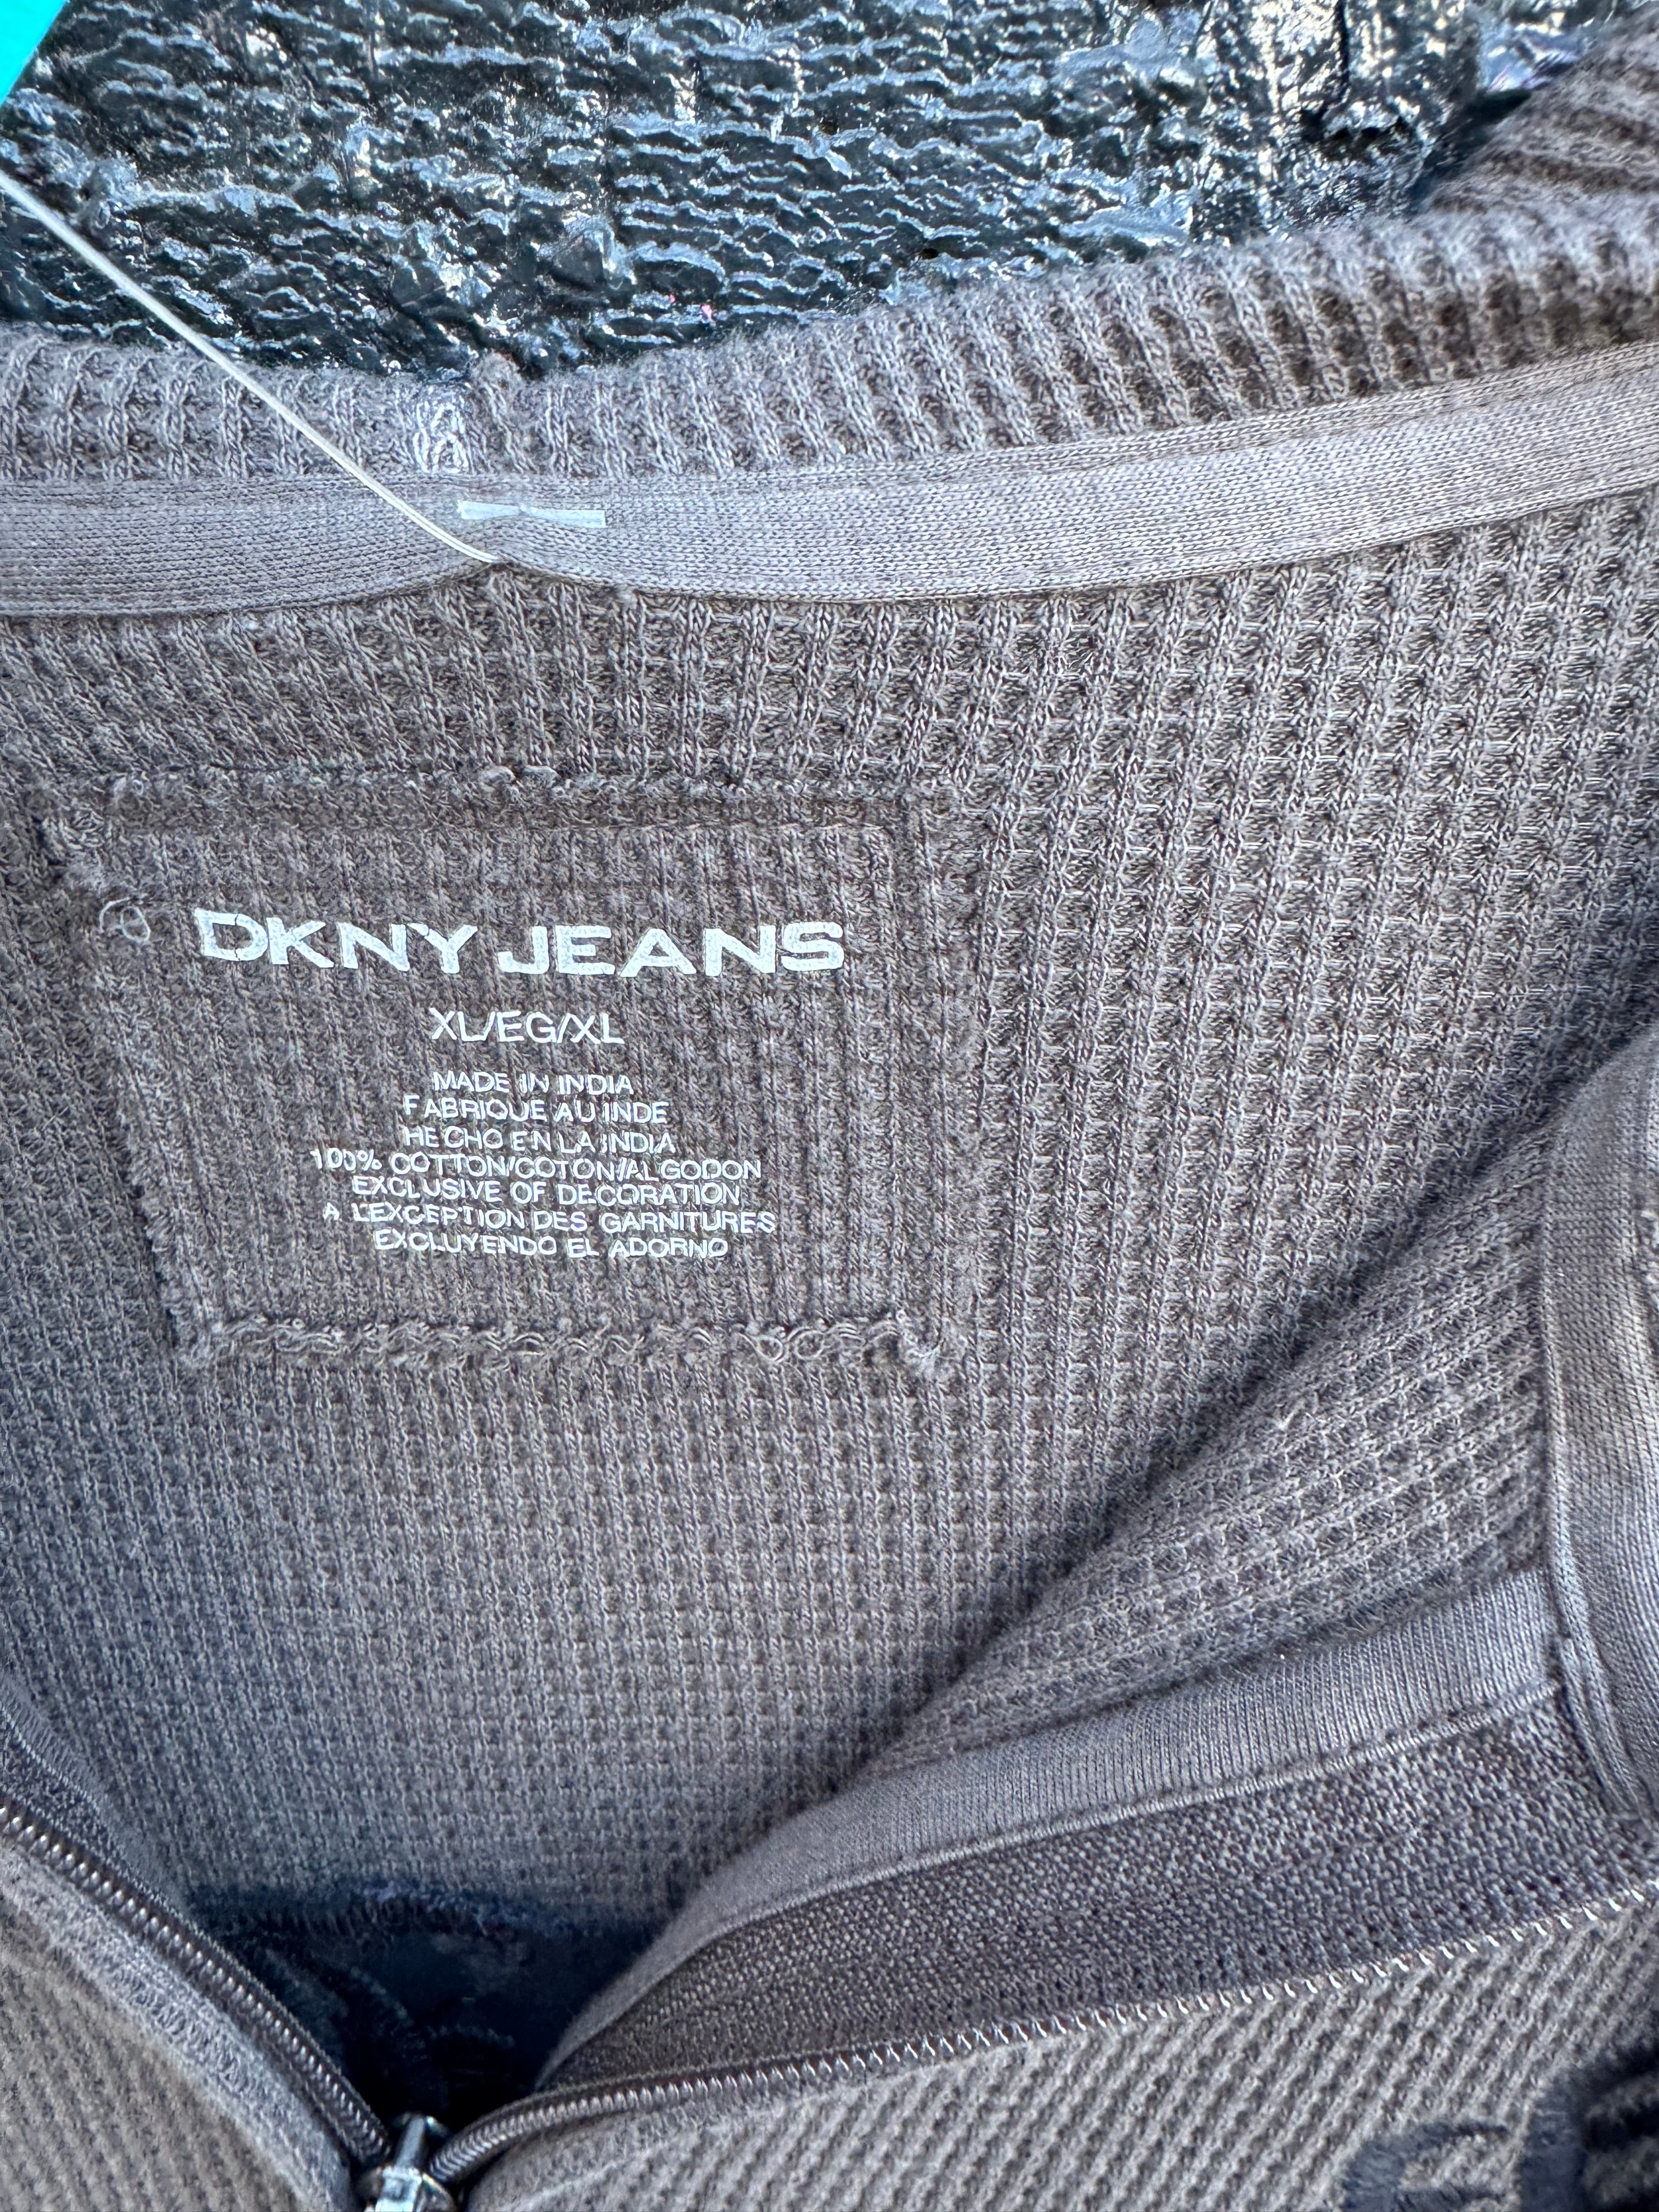 DKNY JEANS
XL/EG/XL
MADE IN INDIA
FABRIQUE AU INDE
HECHO EN LA INDIA
100% COTTON/COTON/ALGODON
EXCLUSIVE OF DECORATION
A L'EXCEPTION DES GARNITURES
EXCLUYENDO EL ADORNO